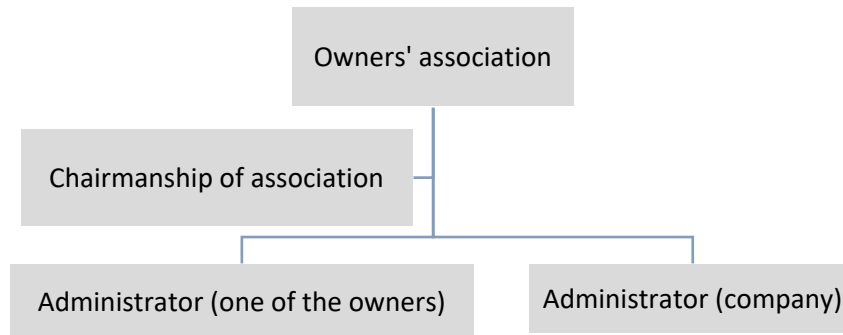 Owners' association
Chairmanship of association
Administrator (one of the owners)
Administrator (company)